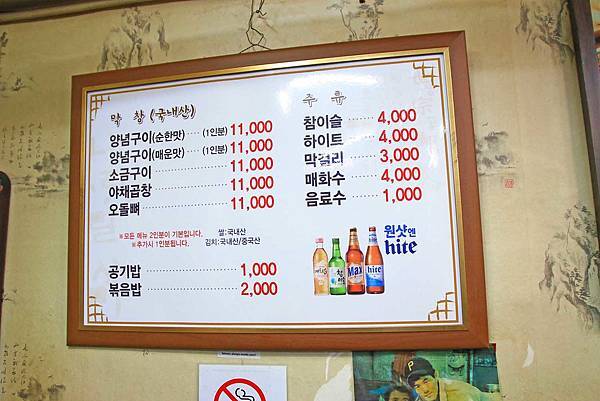 막 창 (국내산)
양념구이(순한맛) ···· (1인분) 11,000
양념구이(매운맛) ···· (1인분) 11,000
소금구이 ···················· 11,000
야채곱창 ···················· 11,000
오돌뼈 ······················ 11,000
※모든 메뉴 2인분이 기본입니다.
※추가시 1인분됩니다.
쌀:국내산
김치:국내산/중국산
공기밥 ···················· 1,000
볶음밥 ···················· 2,000
주 류
참이슬 ······· 4,000
하이트 ······· 4,000
막걸리 ······· 3,000
매화수 ······· 4,000
음료수 ······· 1,000
원샷엔
hite
Max
hite
P